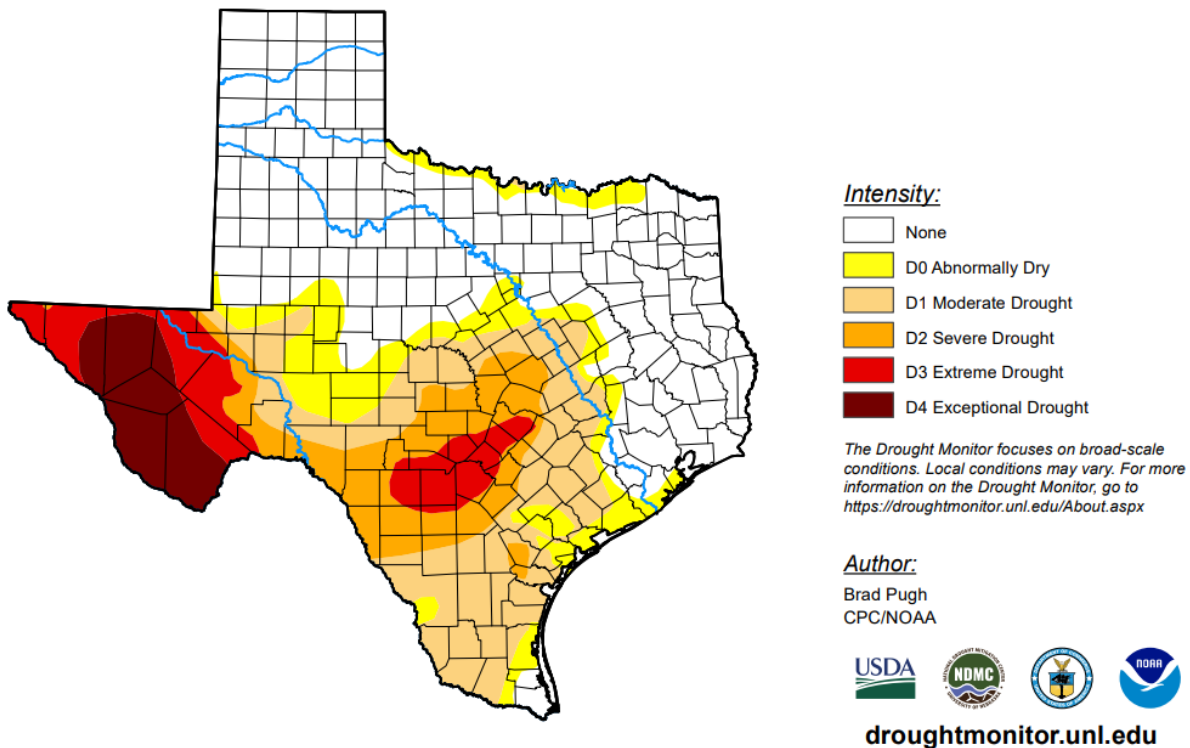 Intensity:
None
D0 Abnormally Dry
D1 Moderate Drought
D2 Severe Drought
D3 Extreme Drought
D4 Exceptional Drought
The Drought Monitor focuses on broad-scale
conditions. Local conditions may vary. For more
information on the Drought Monitor, go to
https://droughtmonitor.unl.edu/About.aspx
Author:
Brad Pugh
CPC/NOAA
USDA
NDMC
NOAA
droughtmonitor.unl.edu